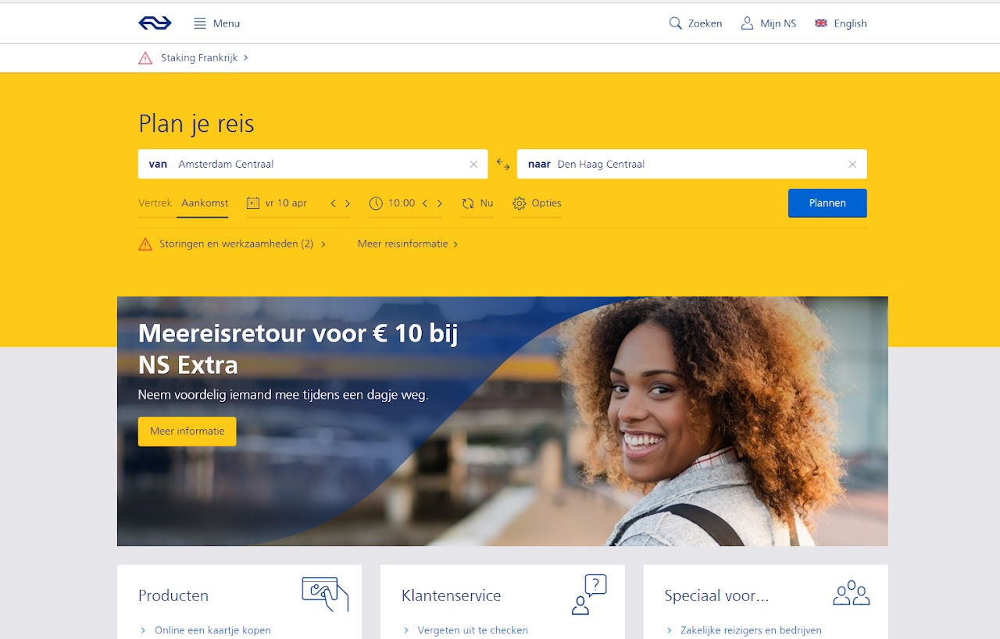 Menu
Zoeken
Mijn NS
English
Staking Frankrijk
Plan je reis
van Amsterdam Centraal
naar Den Haag Centraal
Vertrek Aankomst vr 10 apr 10:00 Nu Opties
Plannen
Storingen en werkzaamheden (2)
Meer reisinformatie
Meereisretour voor € 10 bij
NS Extra
Neem voordelig iemand mee tijdens een dagje weg.
Meer informatie
Producten
Online een kaartje kopen
Klantenservice
?
Vergeten uit te checken
Speciaal voor...
Zakelijke reizigers en bedrijven